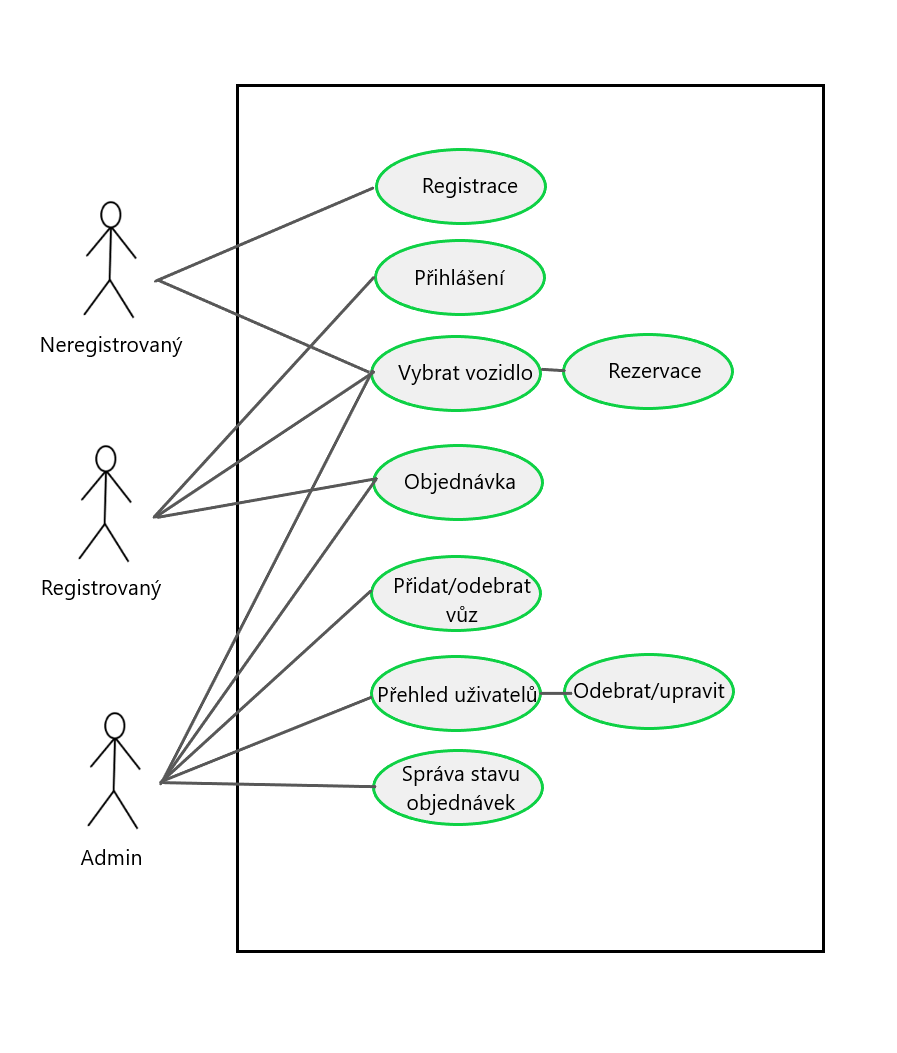 Registrace
Přihlášení
Neregistrovaný
Vybrat vozidlo
Rezervace
Objednávka
Registrovaný
Přidat/odebrat
vůz
Přehled uživatelů
Odebrat/upravit
Správa stavu
objednávek
Admin